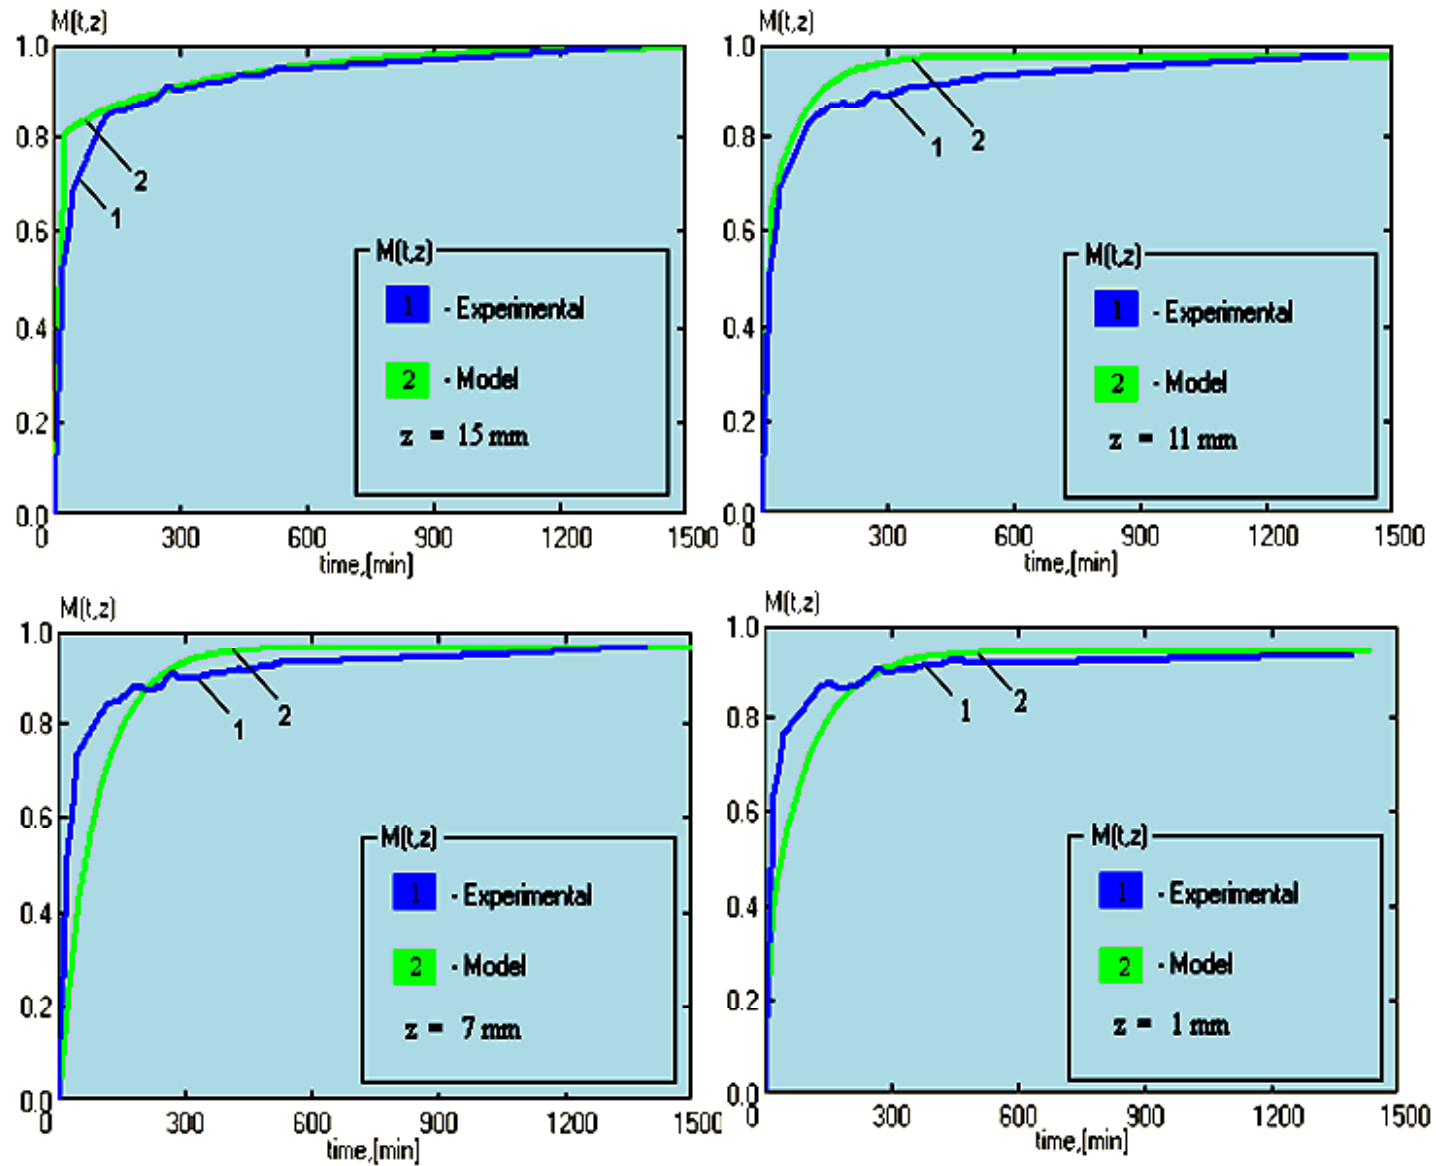 M(t,z)
1.0
0.8
0.6
0.4
0.2
0.0
0 300 600 900 1200 1500
time,[min]
2
1
M(t,z)
1 - Experimental
2 - Model
z = 15 mm
M(t,z)
1.0
0.8
0.6
0.4
0.2
0.0
0 300 600 900 1200 1500
time,[min]
1 2
M(t,z)
1 - Experimental
2 - Model
z = 11 mm
M(t,z)
1.0
0.8
0.6
0.4
0.2
0.0
0 300 600 900 1200 1500
time,[min]
1 2
M(t,z)
1 - Experimental
2 - Model
z = 7 mm
M(t,z)
1.0
0.8
0.6
0.4
0.2
0.0
0 300 600 900 1200 1500
time,[min]
1 2
M(t,z)
1 - Experimental
2 - Model
z = 1 mm